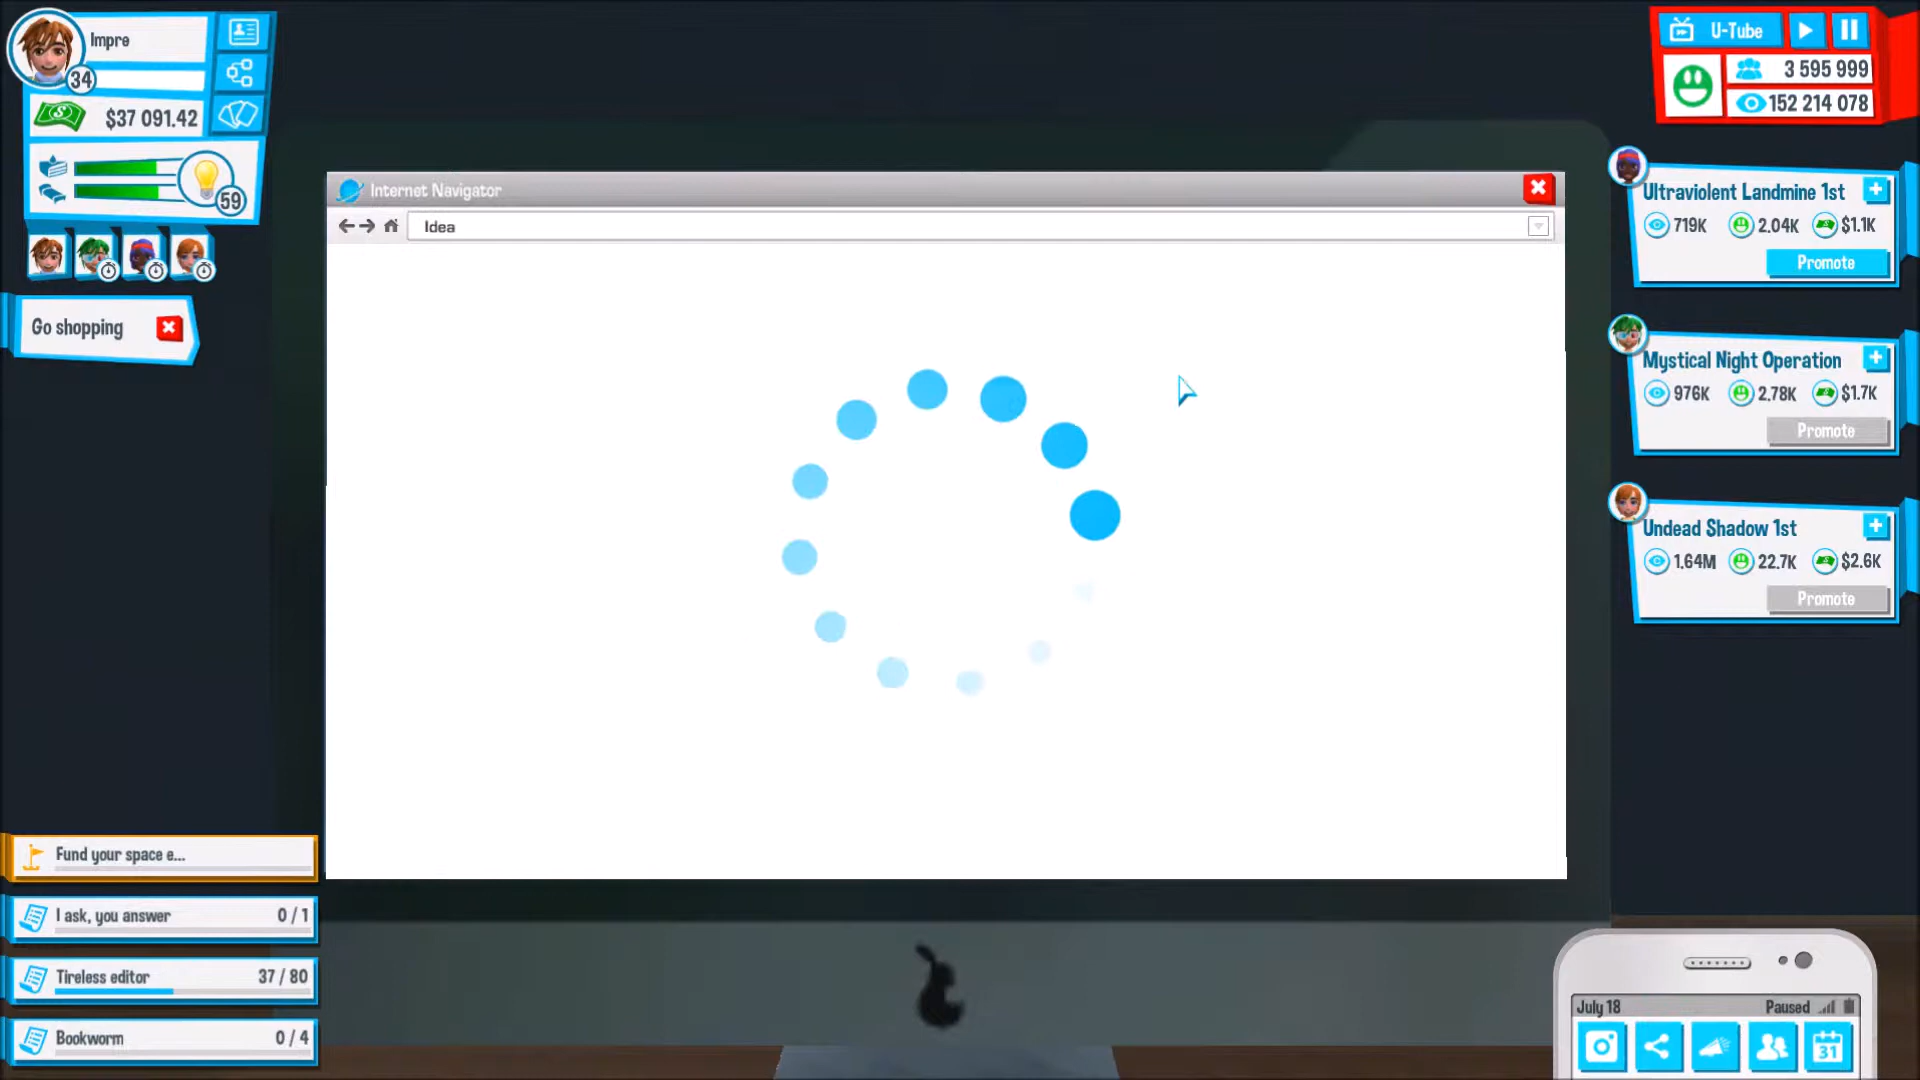 Impre
34
$37 091.42
59
Go shopping
Fund your space e...
I ask, you answer 0 / 1
Tireless editor 37 / 80
Bookworm 0 / 4
Internet Navigator
Idea
U-Tube
3 595 999
152 214 078
Ultraviolent Landmine 1st
719K 2.04K $1.1K
Promote
Mystical Night Operation
976K 2.78K $1.7K
Promote
Undead Shadow 1st
1.64M 22.7K $2.6K
Promote
July 18 Paused
31